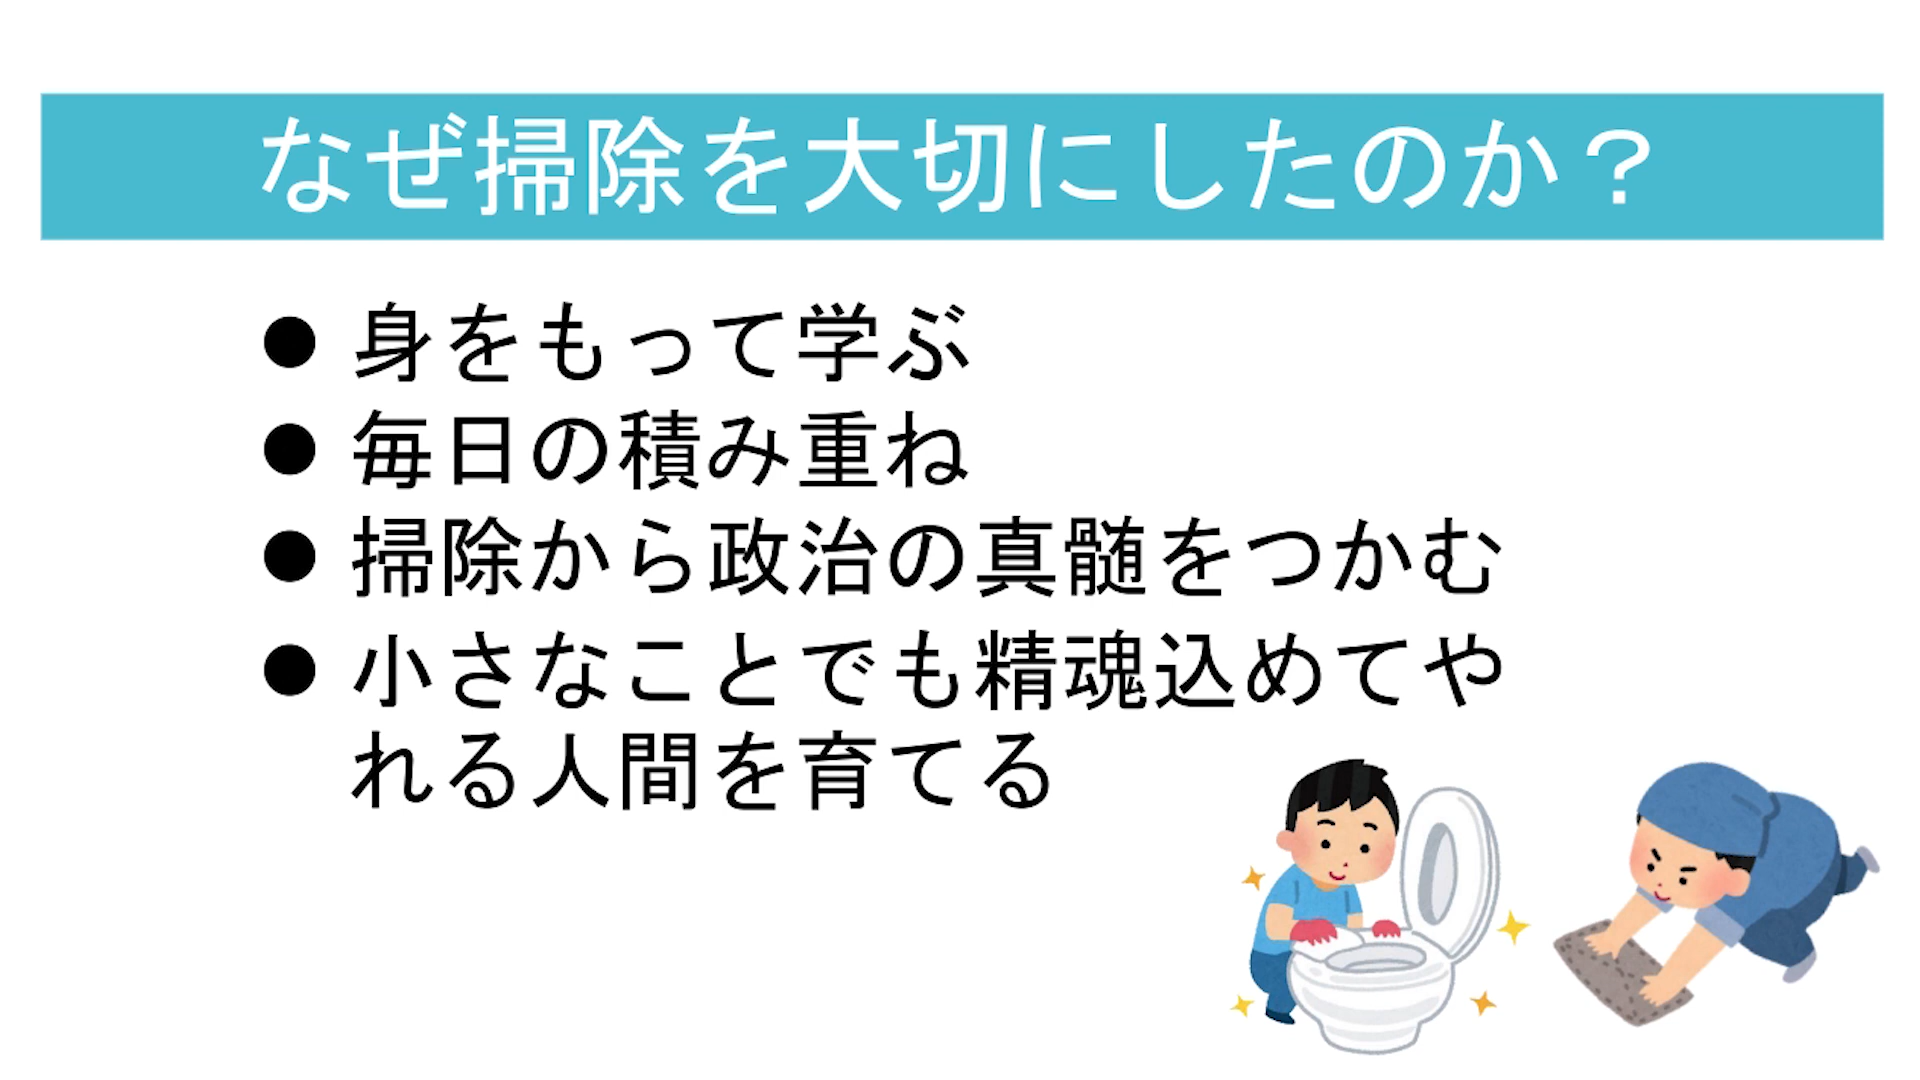 なぜ掃除を大切にしたのか？
● 身をもって学ぶ
● 毎日の積み重ね
● 掃除から政治の真髄をつかむ
● 小さなことでも精魂込めてや
れる人間を育てる